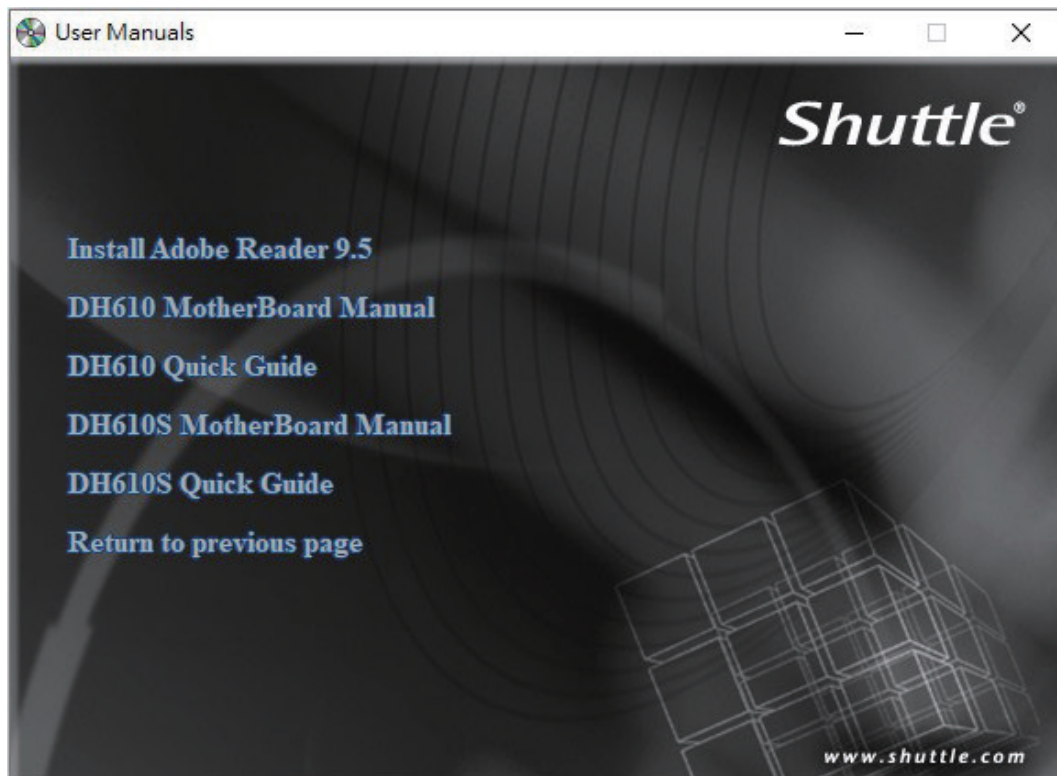 User Manuals
Shuttle®
Install Adobe Reader 9.5
DH610 MotherBoard Manual
DH610 Quick Guide
DH610S MotherBoard Manual
DH610S Quick Guide
Return to previous page
www.shuttle.com